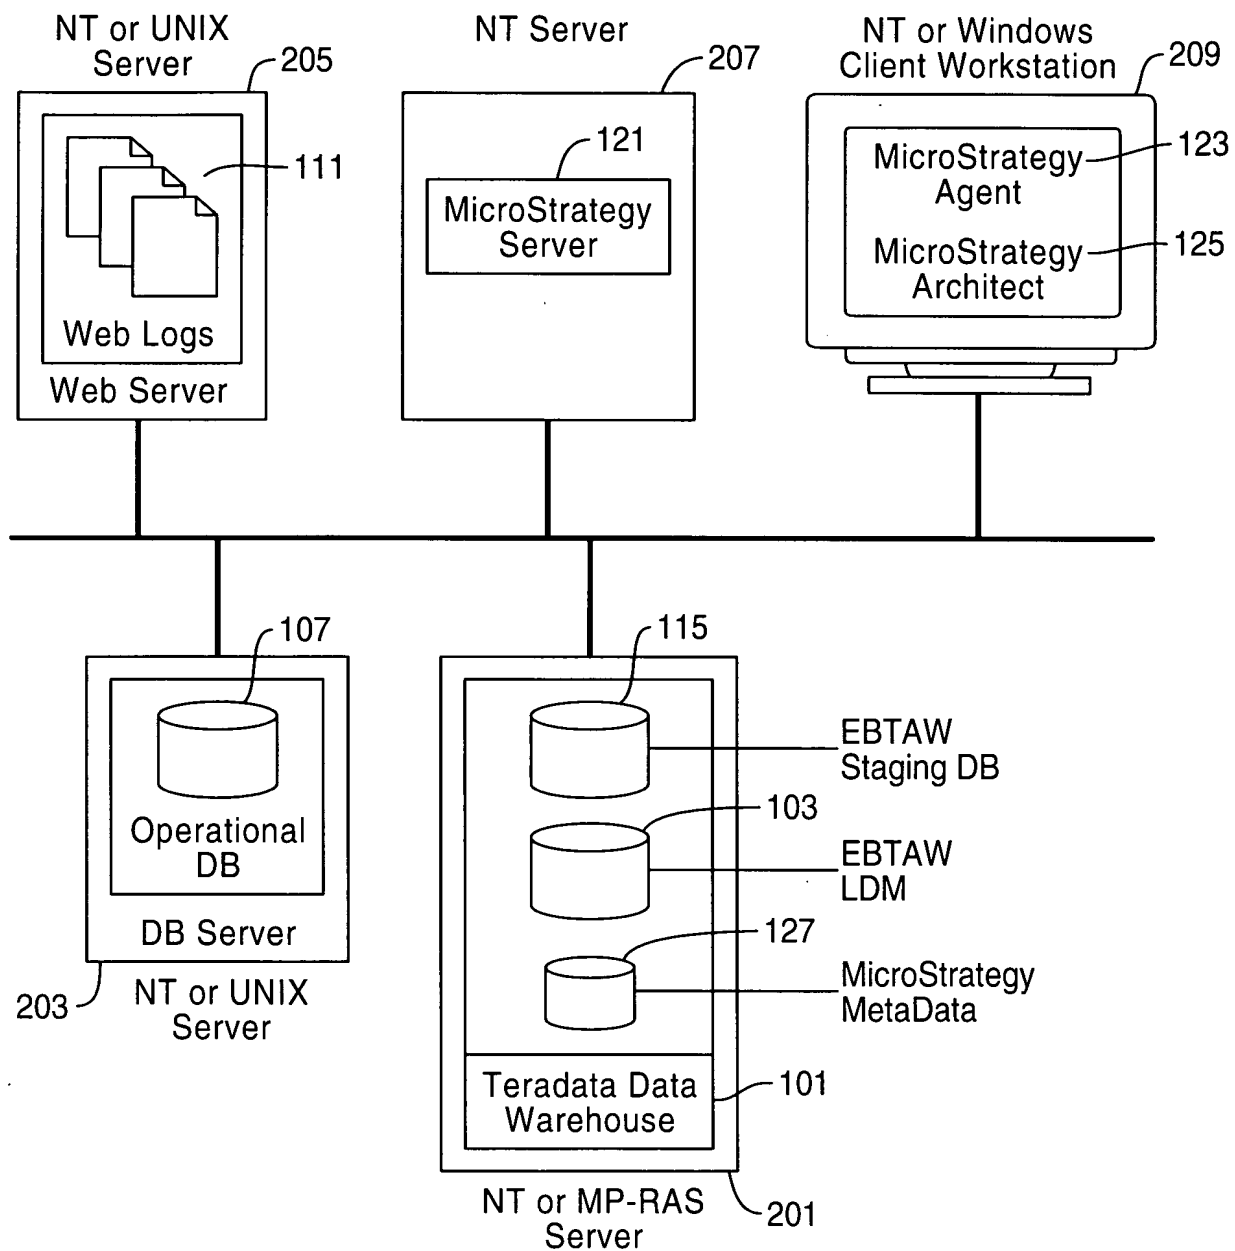 NT or UNIX
Server
205
111
Web Logs
Web Server
NT Server
207
121
MicroStrategy
Server
NT or Windows
Client Workstation
209
MicroStrategy
Agent
123
MicroStrategy
Architect
125
107
Operational
DB
DB Server
203
NT or UNIX
Server
115
EBTAW
Staging DB
103
EBTAW
LDM
127
MicroStrategy
MetaData
Teradata Data
Warehouse
101
NT or MP-RAS
Server
201